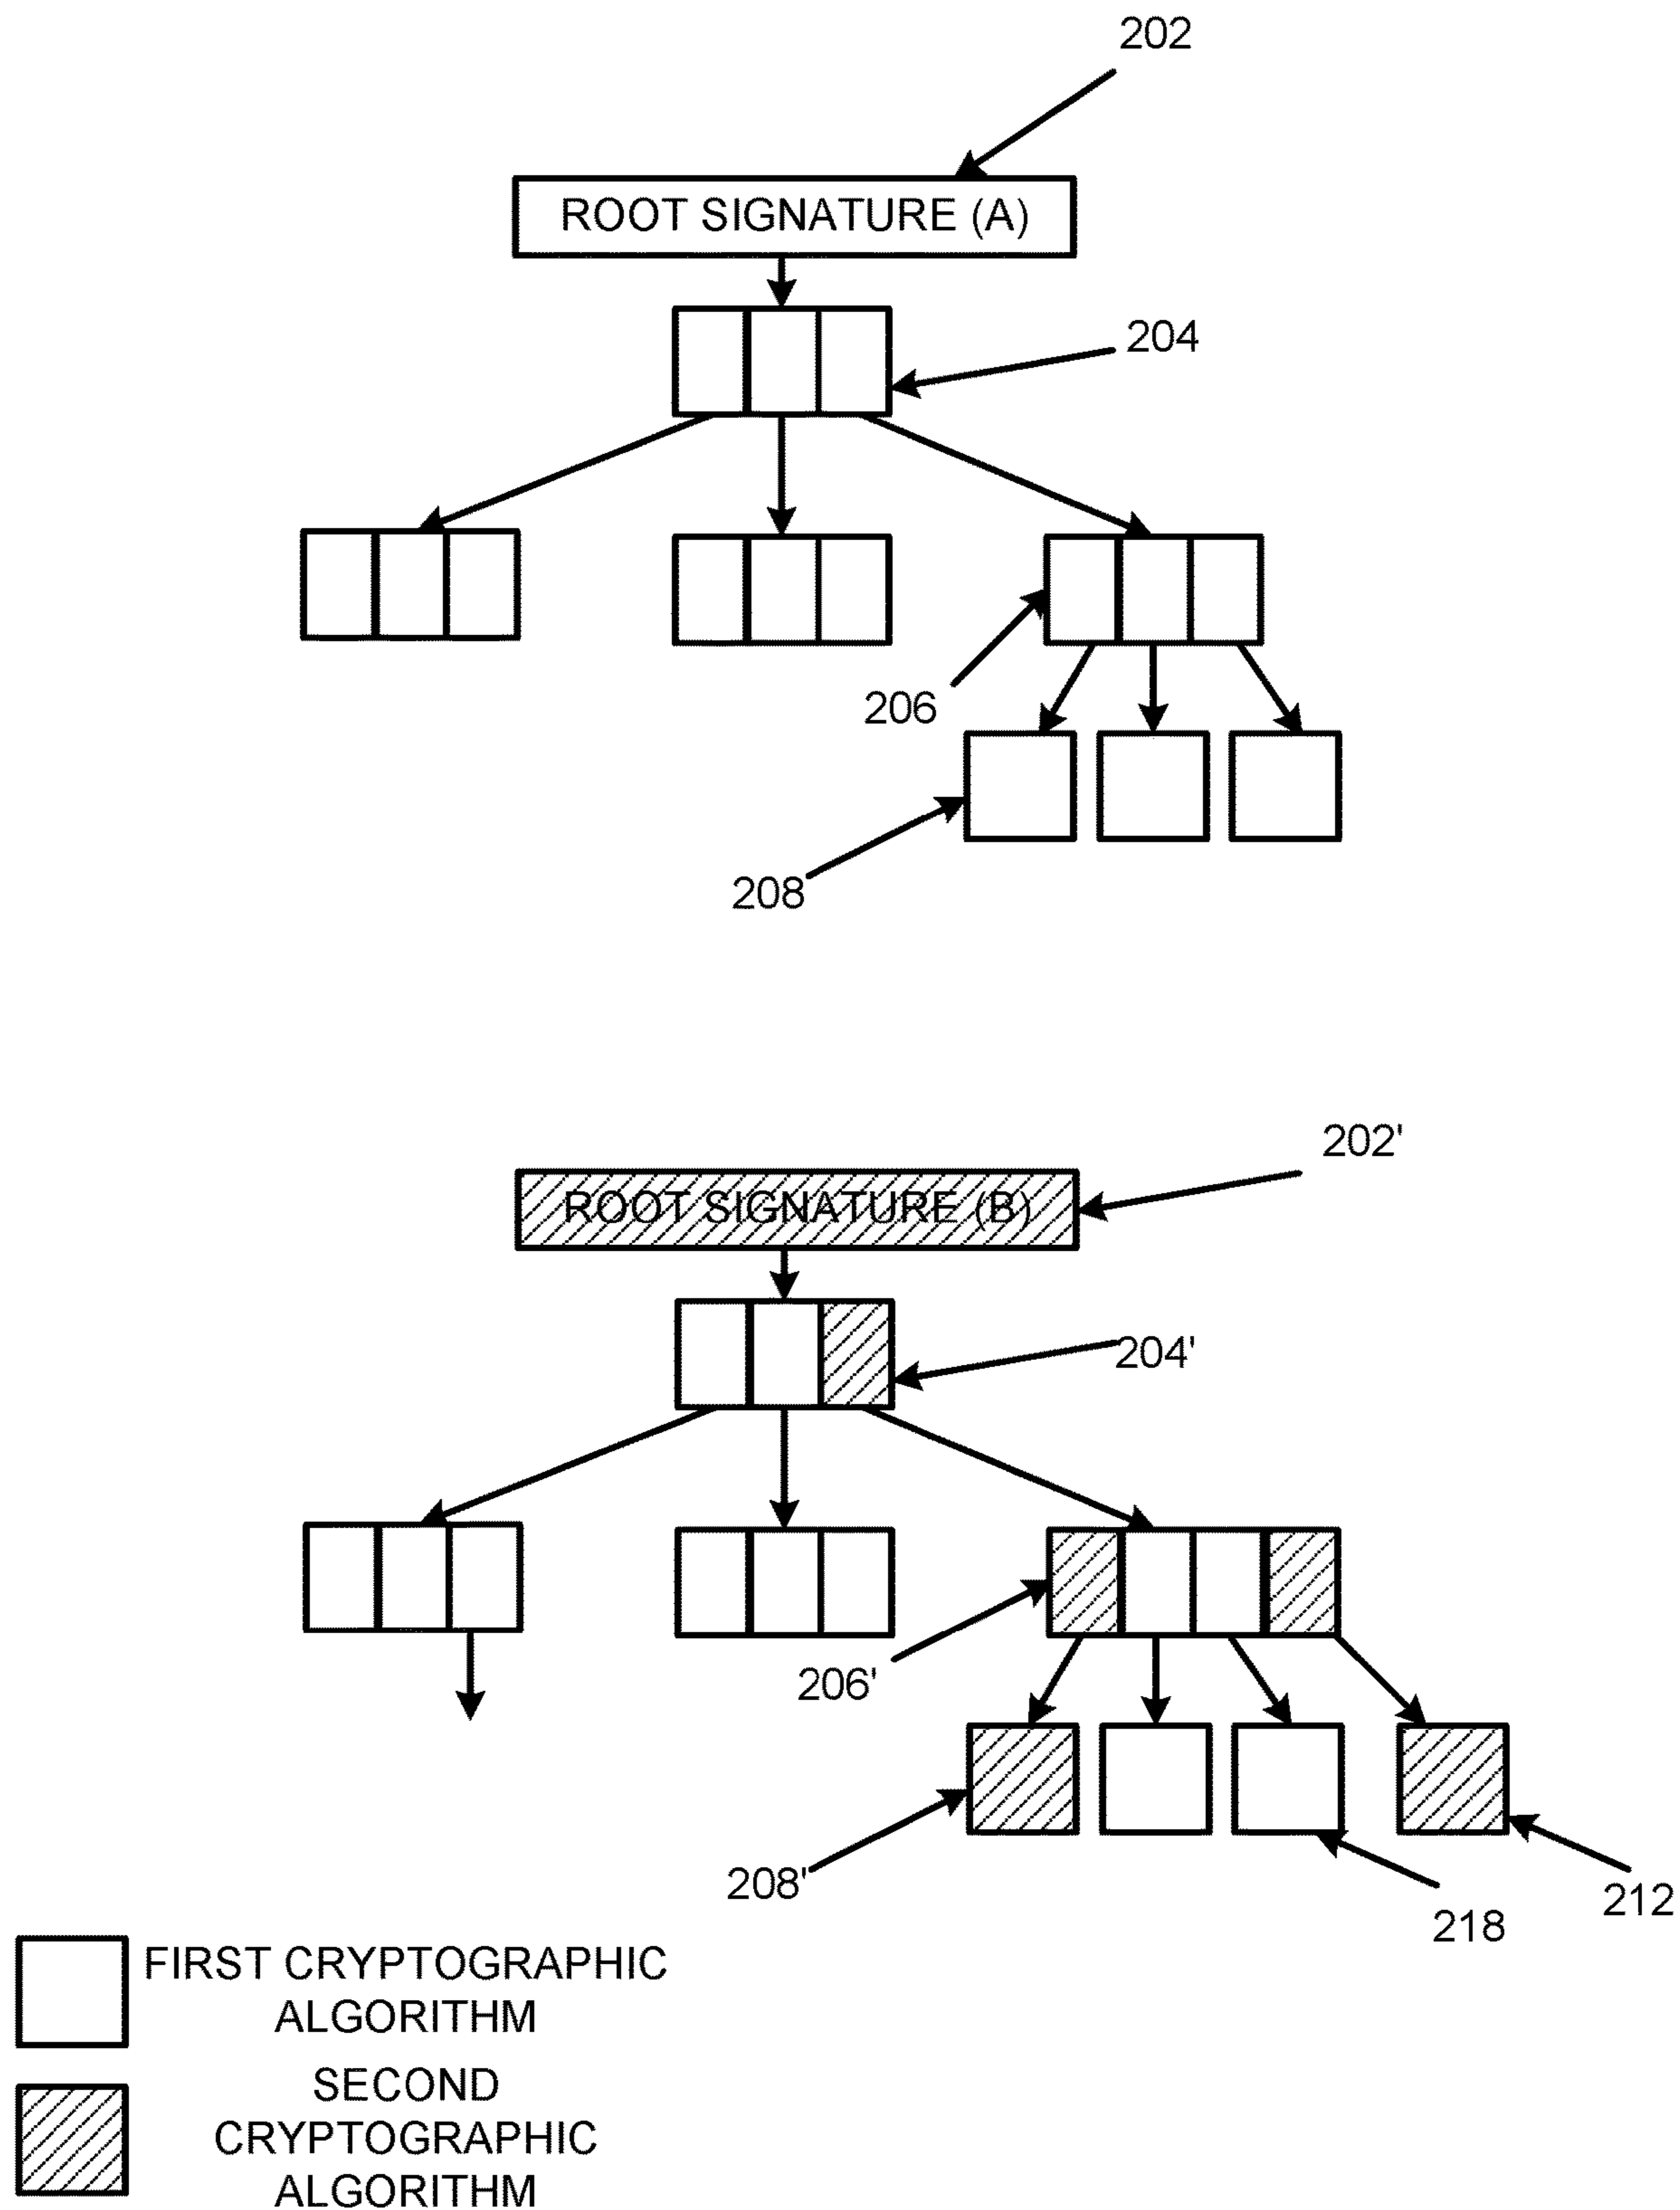 202
ROOT SIGNATURE (A)
204
206
208
202'
ROOT SIGNATURE (B)
204'
206'
208'
212
218
FIRST CRYPTOGRAPHIC
ALGORITHM
SECOND
CRYPTOGRAPHIC
ALGORITHM